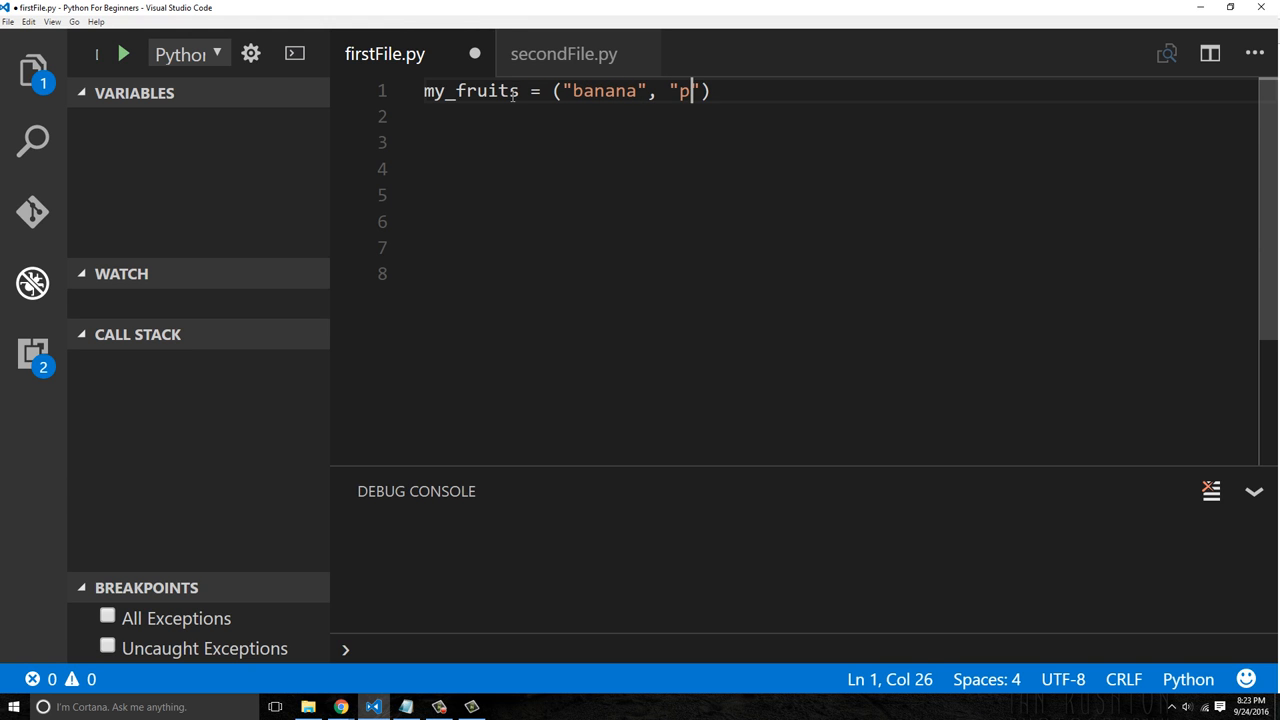 • firstFile.py - Python For Beginners - Visual Studio Code
File Edit View Go Help
firstFile.py
secondFile.py
VARIABLES
WATCH
CALL STACK
BREAKPOINTS
All Exceptions
Uncaught Exceptions
1
2
1 my_fruits = ("banana", "p")
2
3
4
5
6
7
8
DEBUG CONSOLE
0 0
Ln 1, Col 26 Spaces: 4 UTF-8 CRLF Python
I'm Cortana. Ask me anything.
8:23 PM
9/24/2016